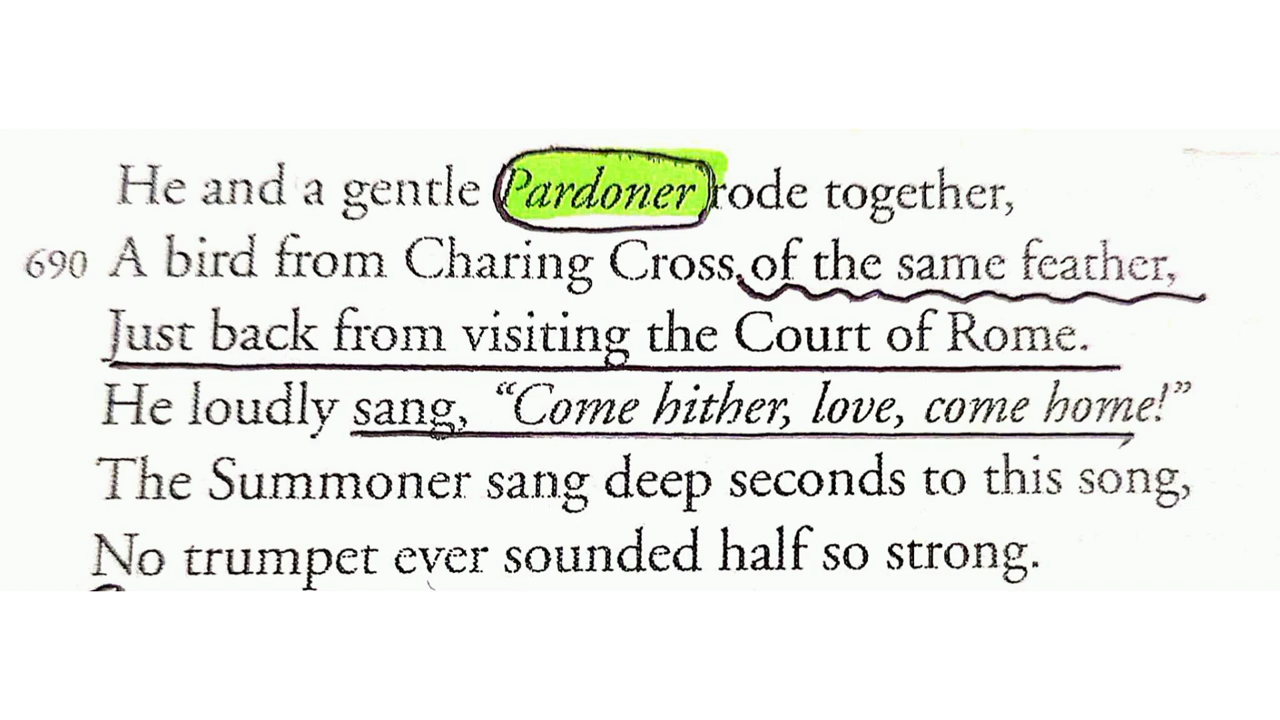 He and a gentle Pardoner rode together,
690 A bird from Charing Cross, of the same feather,
Just back from visiting the Court of Rome.
He loudly sang, “Come hither, love, come home!”
The Summoner sang deep seconds to this song,
No trumpet ever sounded half so strong.